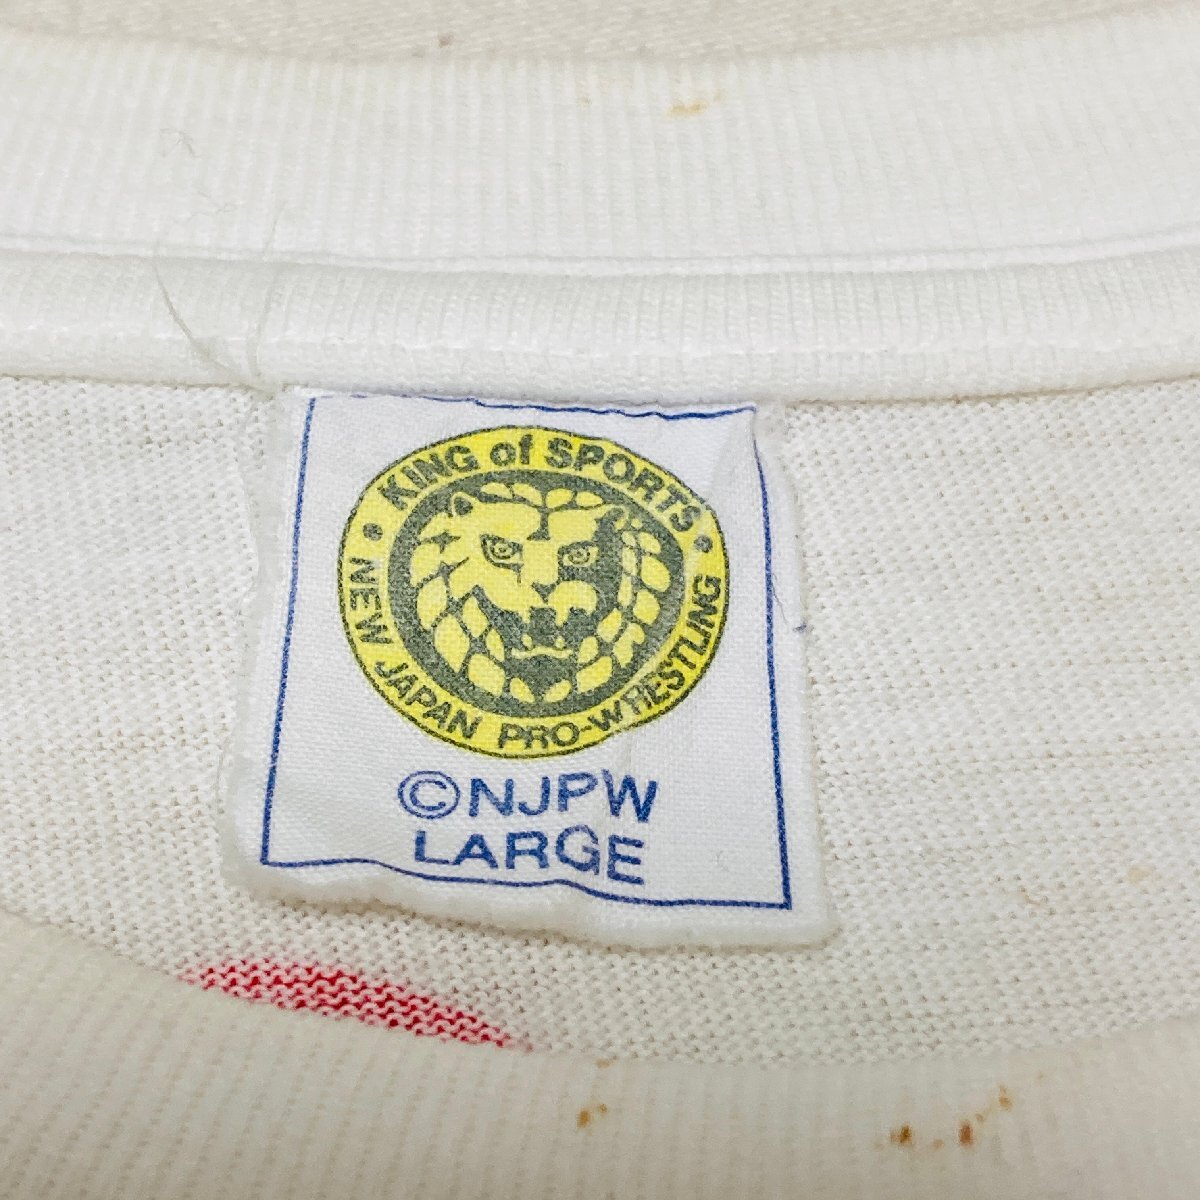 KING of SPORTS
• NEW JAPAN PRO-WRESTLING •
©NJPW
LARGE